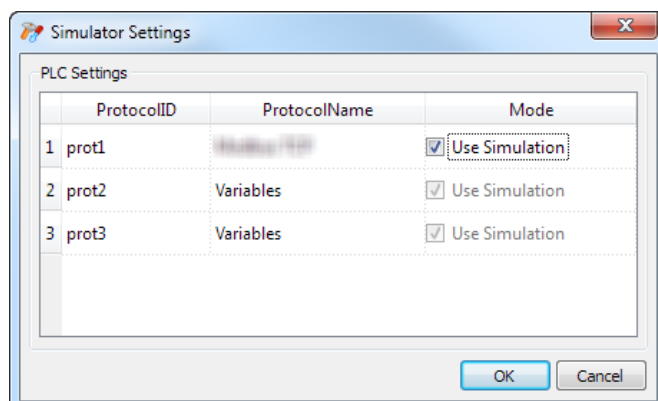 Simulator Settings
PLC Settings
ProtocolID ProtocolName Mode
1 prot1 Use Simulation
2 prot2 Variables Use Simulation
3 prot3 Variables Use Simulation
OK Cancel